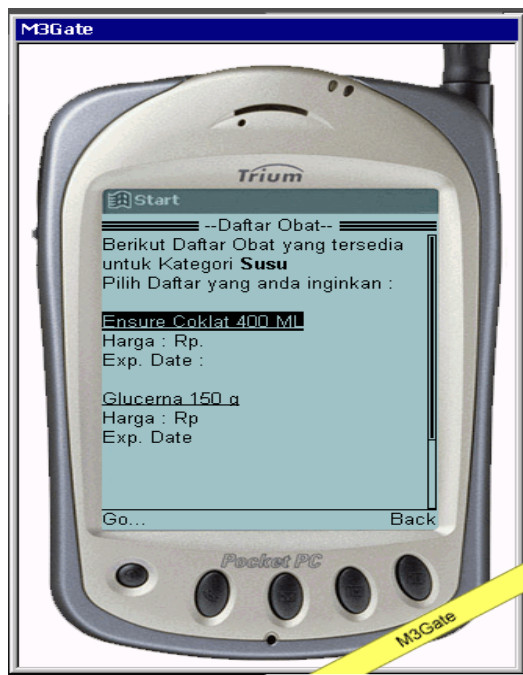 M3Gate
Trium
Start
--Daftar Obat--
Berikut Daftar Obat yang tersedia
untuk Kategori Susu
Pilih Daftar yang anda inginkan :
Ensure Coklat 400 ML
Harga : Rp.
Exp. Date :
Glucerna 150 g
Harga : Rp
Exp. Date
Go... Back
Pocket PC
M3Gate